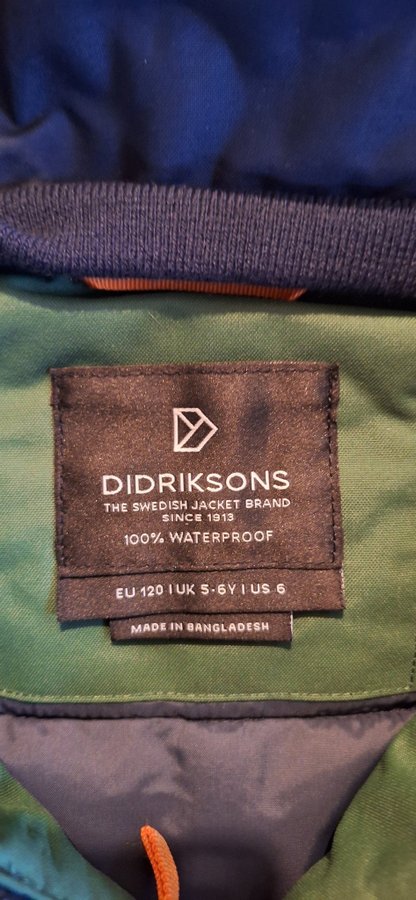 DIDRIKSONS
THE SWEDISH JACKET BRAND
SINCE 1913
100% WATERPROOF
EU 120 | UK 5-6Y | US 6
MADE IN BANGLADESH